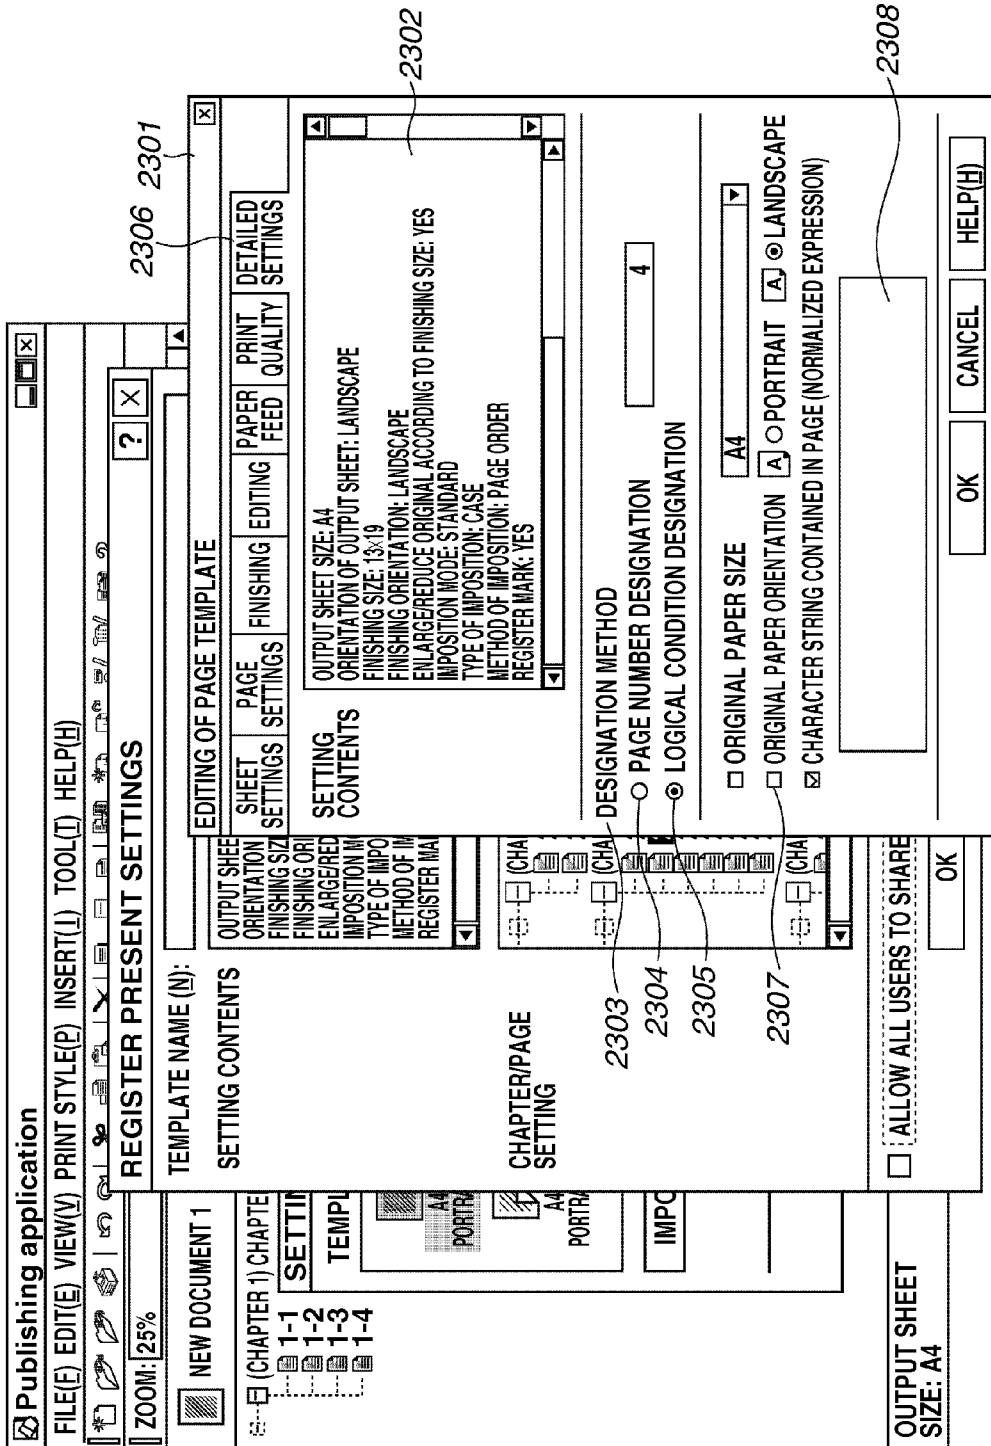 Publishing application
FILE(F) EDIT(E) VIEW(V) PRINT STYLE(P) INSERT(I) TOOL(T) HELP(H)
ZOOM: 25%
NEW DOCUMENT 1
(CHAPTER 1) CHAPTE
1-1
1-2
1-3
1-4
SETTIN
TEMPL
A4
PORTRA
A4
PORTRA
IMPO
OUTPUT SHEET
SIZE: A4
REGISTER PRESENT SETTINGS
?
X
TEMPLATE NAME (N):
SETTING CONTENTS
OUTPUT SHEE
ORIENTATION
FINISHING SIZ
FINISHING ORI
ENLARGE/RED
IMPOSITION MO
TYPE OF IMPO
METHOD OF IM
REGISTER MA
CHAPTER/PAGE
SETTING
(CHA
(CHA
(CHA
ALLOW ALL USERS TO SHARE
OK
EDITING OF PAGE TEMPLATE
SHEET
SETTINGS
PAGE
SETTINGS
FINISHING
EDITING
PAPER
FEED
PRINT
QUALITY
DETAILED
SETTINGS
SETTING
CONTENTS
OUTPUT SHEET SIZE: A4
ORIENTATION OF OUTPUT SHEET: LANDSCAPE
FINISHING SIZE: 13×19
FINISHING ORIENTATION: LANDSCAPE
ENLARGE/REDUCE ORIGINAL ACCORDING TO FINISHING SIZE: YES
IMPOSITION MODE: STANDARD
TYPE OF IMPOSITION: CASE
METHOD OF IMPOSITION: PAGE ORDER
REGISTER MARK: YES
DESIGNATION METHOD
PAGE NUMBER DESIGNATION
4
LOGICAL CONDITION DESIGNATION
ORIGINAL PAPER SIZE
A4
ORIGINAL PAPER ORIENTATION A PORTRAIT A LANDSCAPE
CHARACTER STRING CONTAINED IN PAGE (NORMALIZED EXPRESSION)
OK
CANCEL
HELP(H)
2301
2306
2302
2303
2304
2305
2307
2308